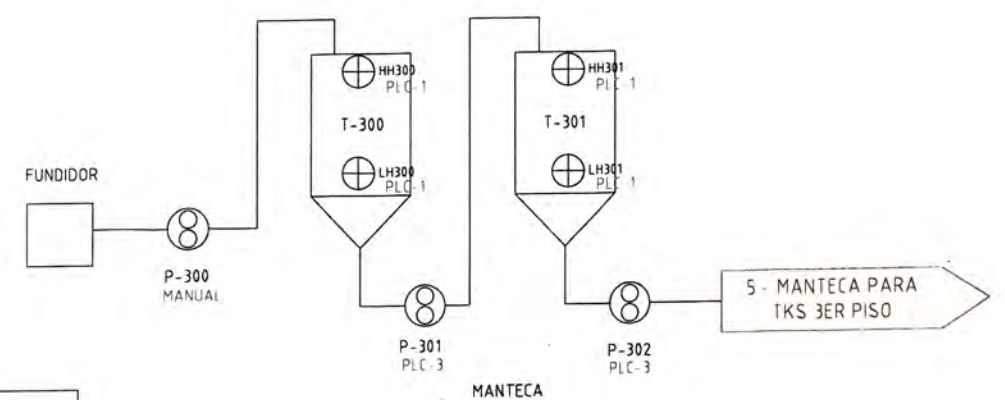 HH300
PLC-1
T-300
LH300
PLC-1
HH301
PLC-1
T-301
LH301
PLC-1
FUNDIDOR
P-300
MANUAL
P-301
PLC-3
P-302
PLC-3
5 - MANTECA PARA
TKS 3ER PISO
MANTECA